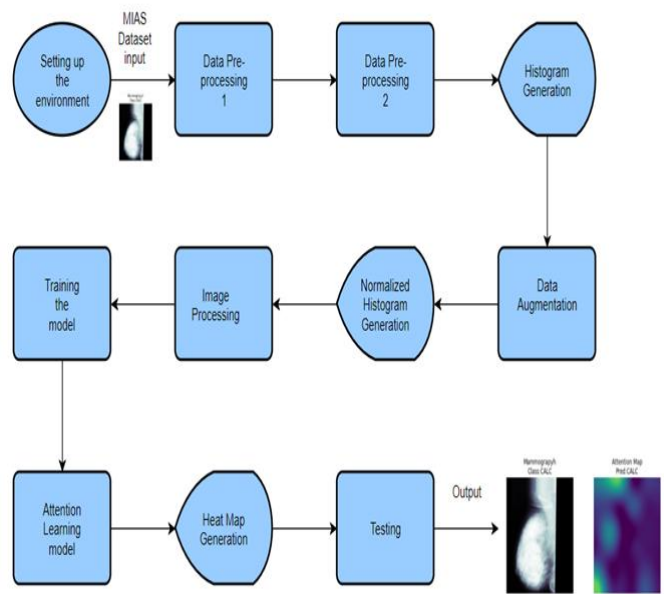 MIAS
Dataset
input
Setting up
the
environment
Data Pre-
processing
1
Data Pre-
processing
2
Histogram
Generation
Training
the
model
Image
Processing
Normalized
Histogram
Generation
Data
Augmentation
Attention
Learning
model
Heat Map
Generation
Testing
Output
Mammograpyh
Class CALC
Attention Map
Pred CALC